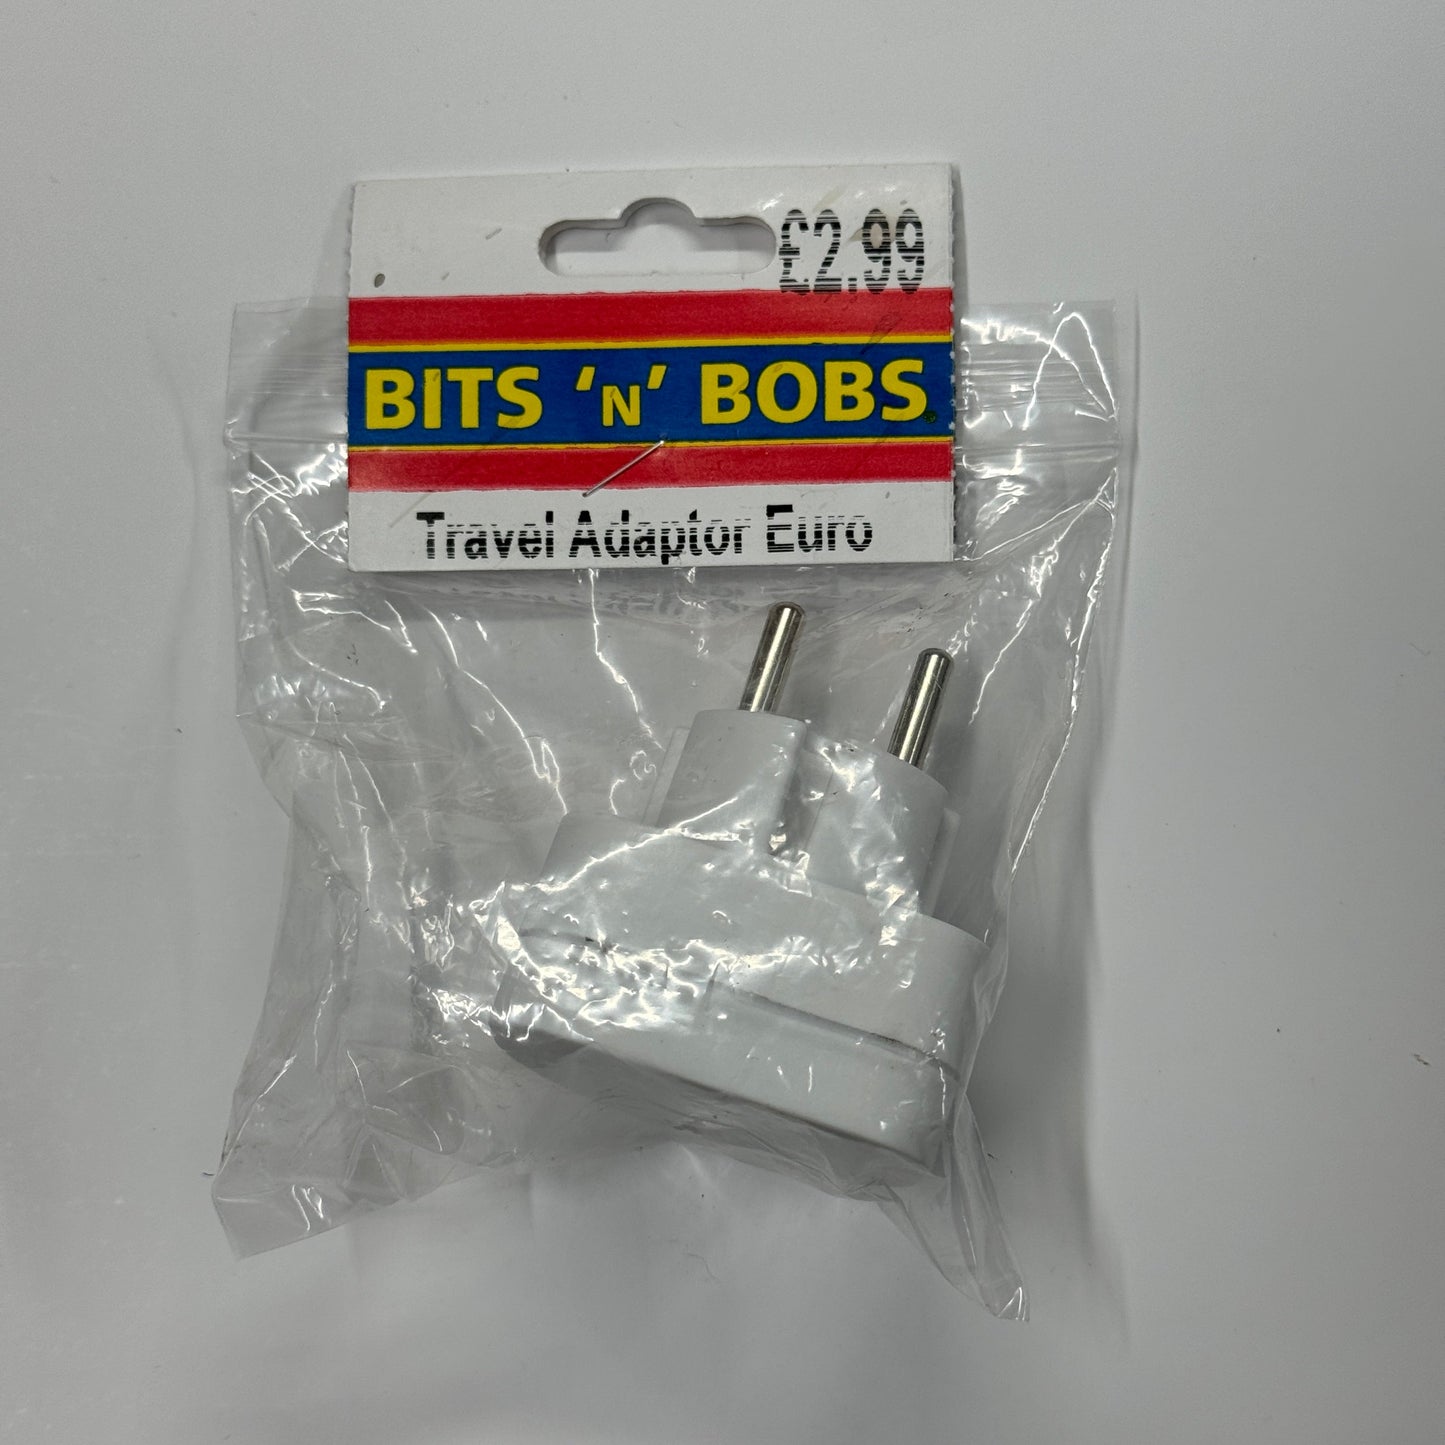 £2.99
BITS 'N' BOBS
Travel Adaptor Euro